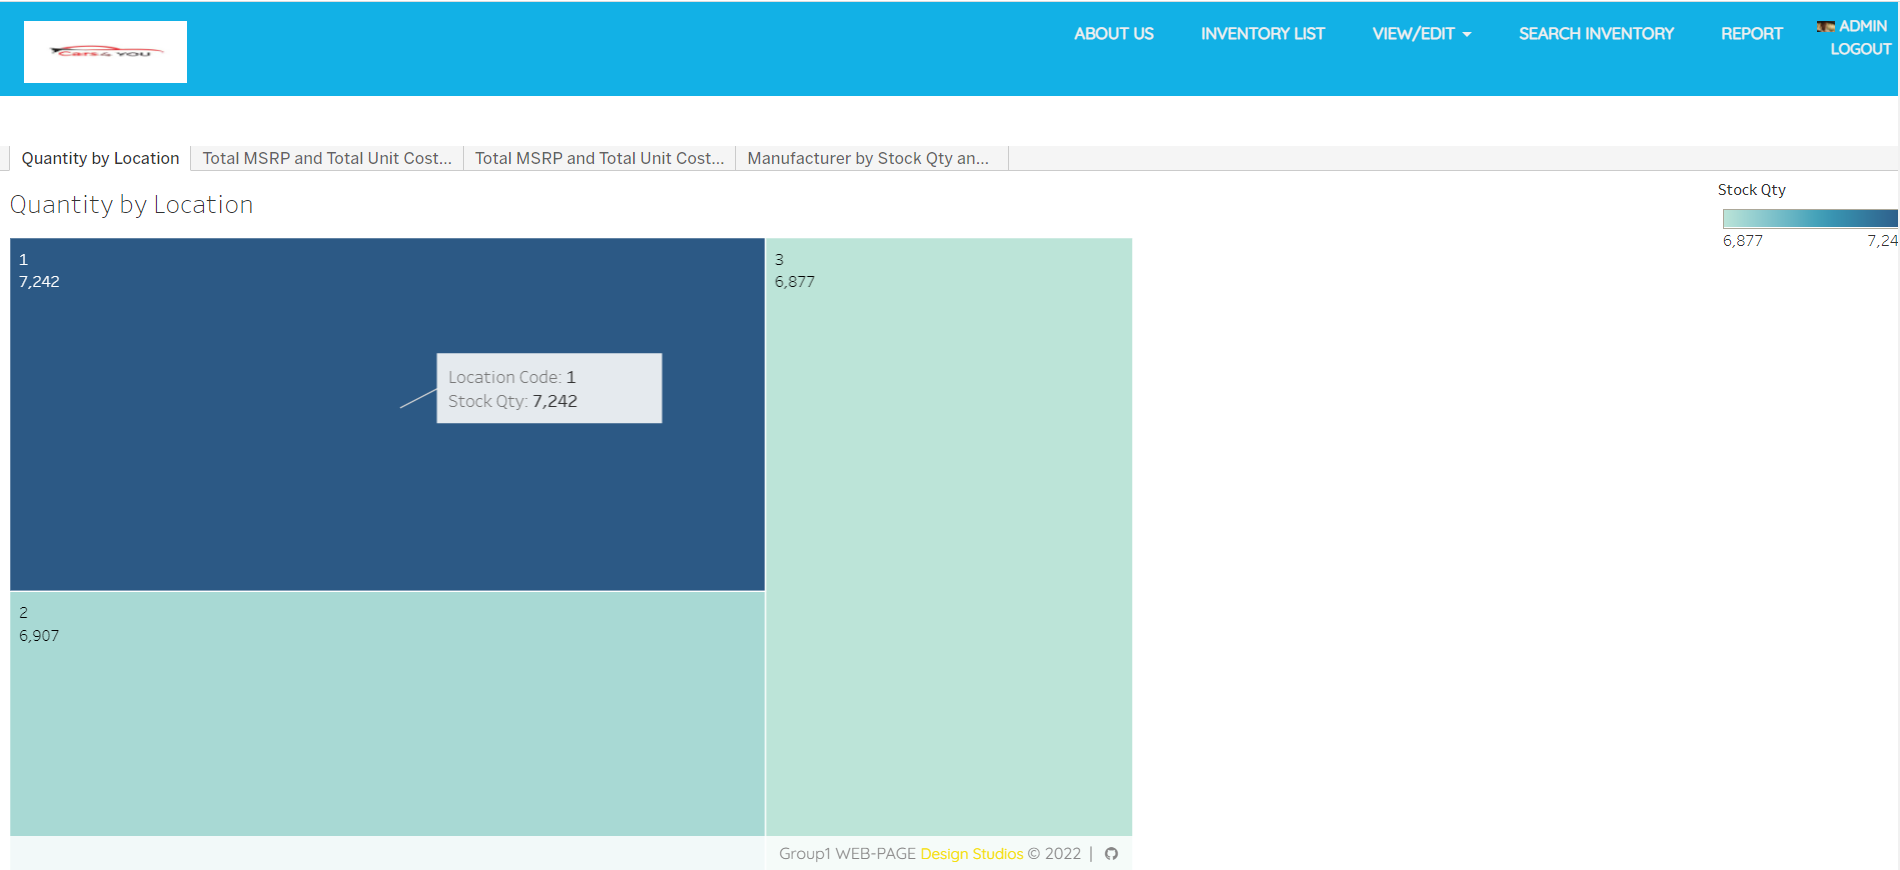 Cars 4 YOU
ABOUT US INVENTORY LIST VIEW/EDIT SEARCH INVENTORY REPORT ADMIN
LOGOUT
Quantity by Location Total MSRP and Total Unit Cost... Total MSRP and Total Unit Cost... Manufacturer by Stock Qty an...
Quantity by Location
Stock Qty
6,877 7,24
1
7,242
3
6,877
Location Code: 1
Stock Qty: 7,242
2
6,907
Group1 WEB-PAGE Design Studios © 2022 |